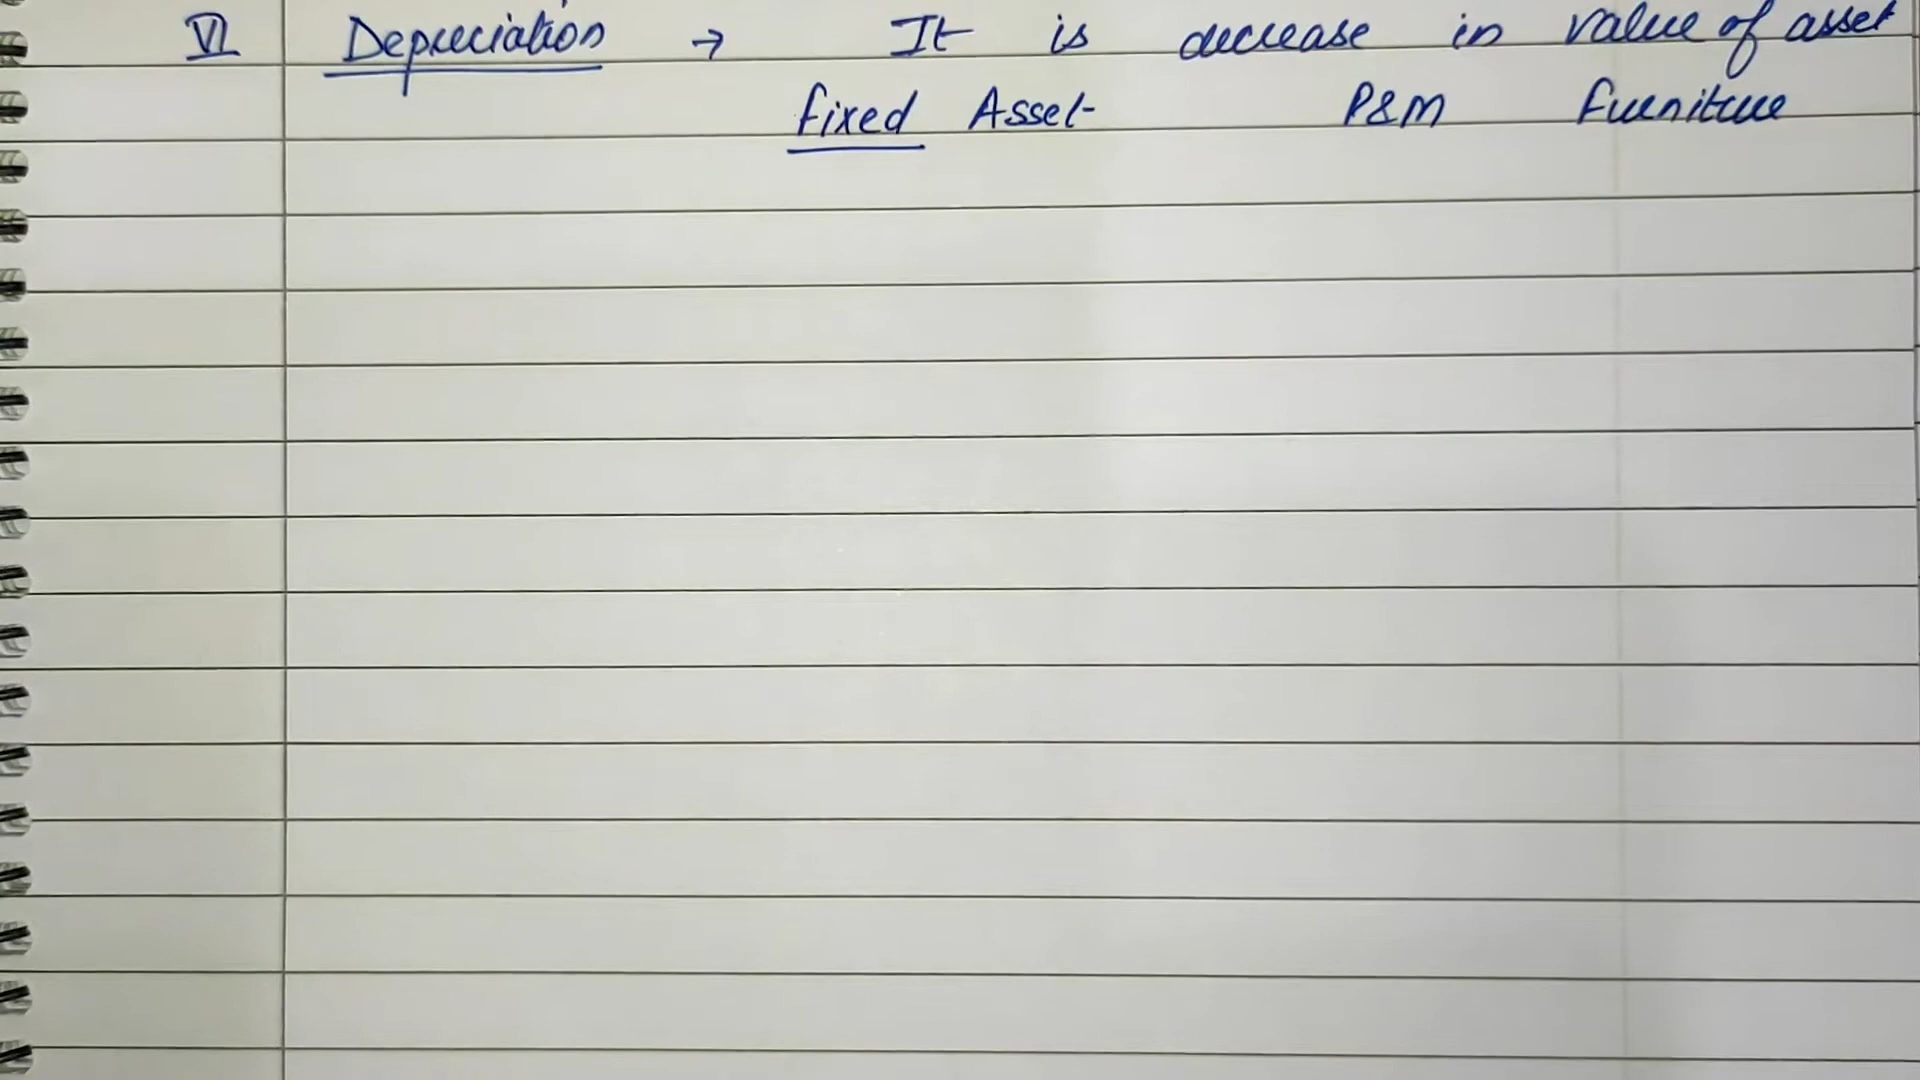 VI Depreciation → It is decrease in value of asset
Fixed Asset P&M Furniture